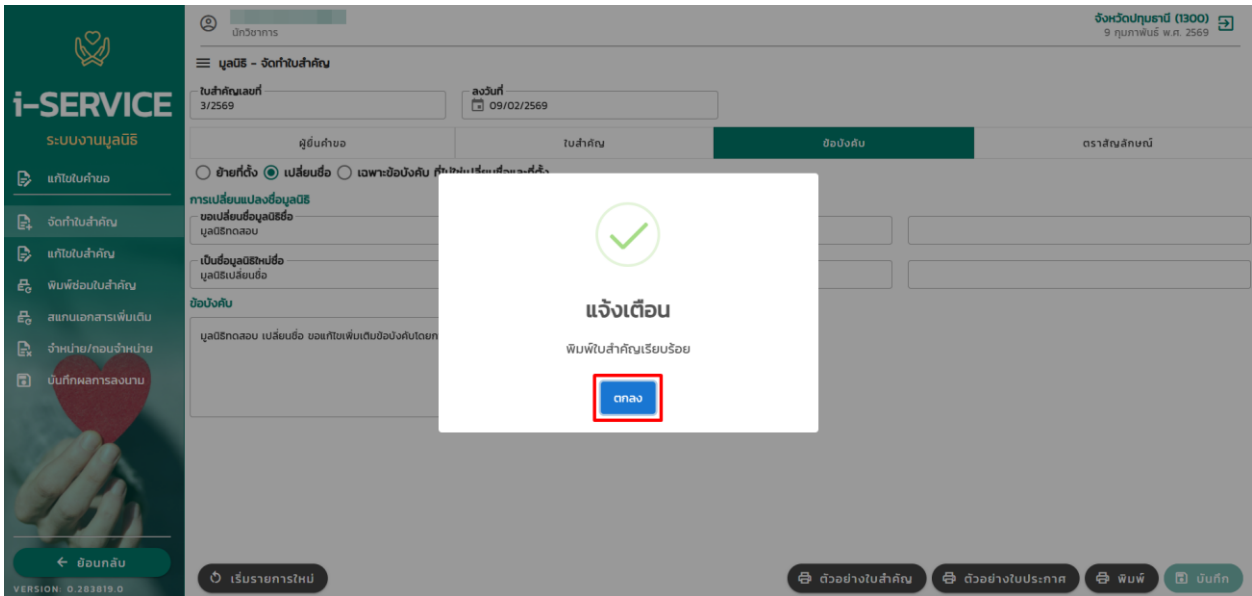 จังหวัดปทุมธานี (1300)
นักวิชาการ
9 กุมภาพันธ์ พ.ศ. 2569
มูลนิธิ - จัดทำใบสำคัญ
i-SERVICE
ระบบงานมูลนิธิ
ใบสำคัญเลขที่
3/2569
ลงวันที่
09/02/2569
ผู้ยื่นคำขอ
ใบสำคัญ
ข้อบังคับ
ตราสัญลักษณ์
แก้ไขใบคำขอ
จัดทำใบสำคัญ
แก้ไขใบสำคัญ
พิมพ์ซ่อมใบสำคัญ
สแกนเอกสารเพิ่มเติม
จำหน่าย/ถอนจำหน่าย
บันทึกผลการลงนาม
ย้อนกลับ
VERSION: 0.283819.0
ย้ายที่ตั้ง เปลี่ยนชื่อ เฉพาะข้อบังคับ ที่ไม่ใช่เปลี่ยนชื่อและที่ตั้ง
การเปลี่ยนแปลงชื่อมูลนิธิ
ขอเปลี่ยนชื่อมูลนิธิชื่อ
มูลนิธิทดสอบ
เป็นชื่อมูลนิธิใหม่ชื่อ
มูลนิธิเปลี่ยนชื่อ
ข้อบังคับ
มูลนิธิทดสอบ เปลี่ยนชื่อ ขอแก้ไขเพิ่มเติมข้อบังคับโดย
แจ้งเตือน
พิมพ์ใบสำคัญเรียบร้อย
ตกลง
เริ่มรายการใหม่
ตัวอย่างใบสำคัญ
ตัวอย่างใบประกาศ
พิมพ์
บันทึก